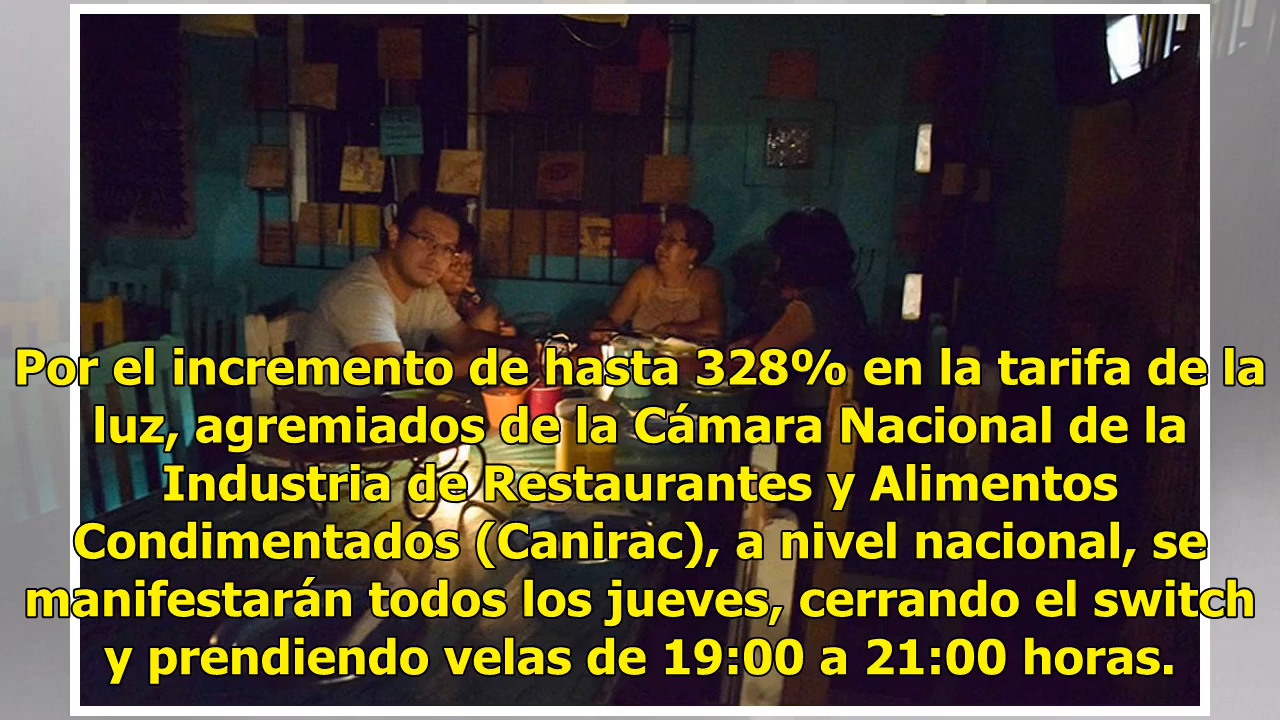 Por el incremento de hasta 328% en la tarifa de la
luz, agremiados de la Cámara Nacional de la
Industria de Restaurantes y Alimentos
Condimentados (Canirac), a nivel nacional, se
manifestarán todos los jueves, cerrando el switch
y prendiendo velas de 19:00 a 21:00 horas.